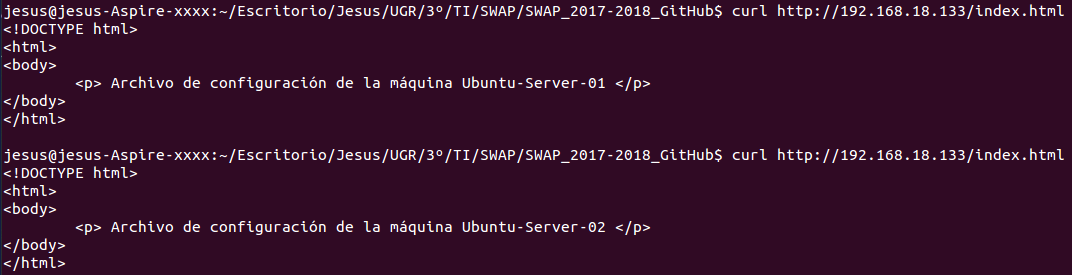 jesus@jesus-Aspire-xxxx:~/Escritorio/Jesus/UGR/3º/TI/SWAP/SWAP_2017-2018_GitHub$ curl http://192.168.18.133/index.html
<!DOCTYPE html>
<html>
<body>
        <p> Archivo de configuración de la máquina Ubuntu-Server-01 </p>
</body>
</html>

jesus@jesus-Aspire-xxxx:~/Escritorio/Jesus/UGR/3º/TI/SWAP/SWAP_2017-2018_GitHub$ curl http://192.168.18.133/index.html
<!DOCTYPE html>
<html>
<body>
        <p> Archivo de configuración de la máquina Ubuntu-Server-02 </p>
</body>
</html>